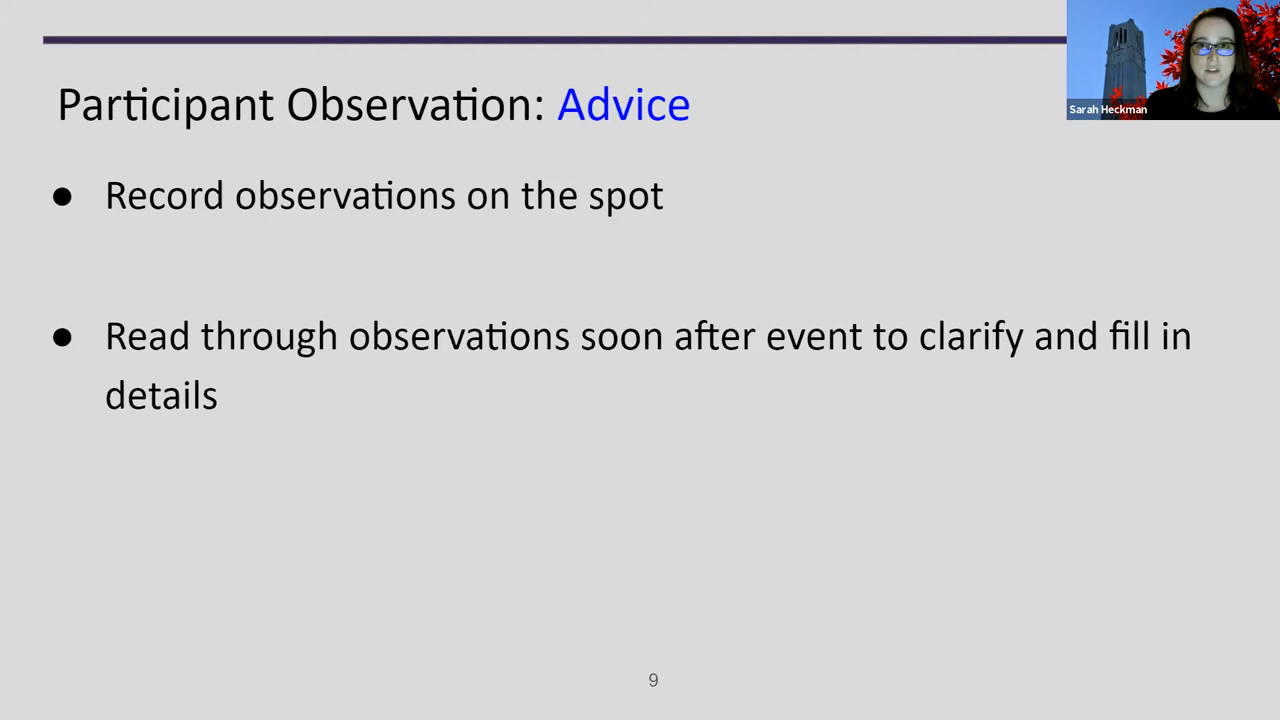 Sarah Heckman
Participant Observation: Advice
● Record observations on the spot
● Read through observations soon after event to clarify and fill in
details
9